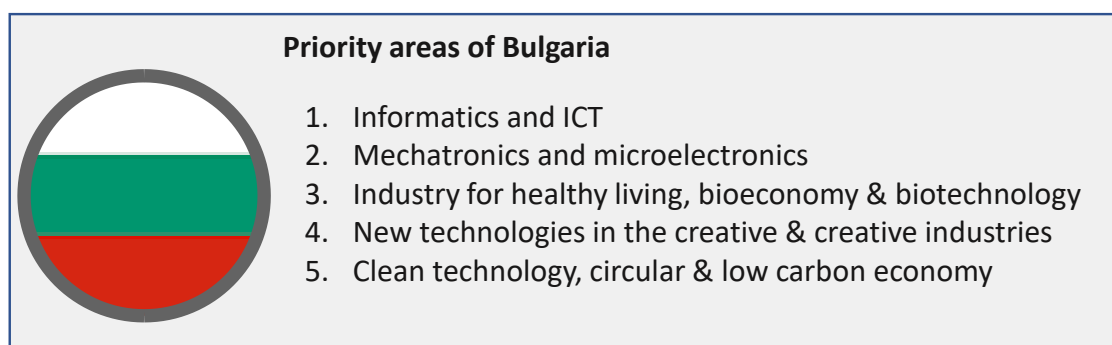 Priority areas of Bulgaria
1. Informatics and ICT
2. Mechatronics and microelectronics
3. Industry for healthy living, bioeconomy & biotechnology
4. New technologies in the creative & creative industries
5. Clean technology, circular & low carbon economy